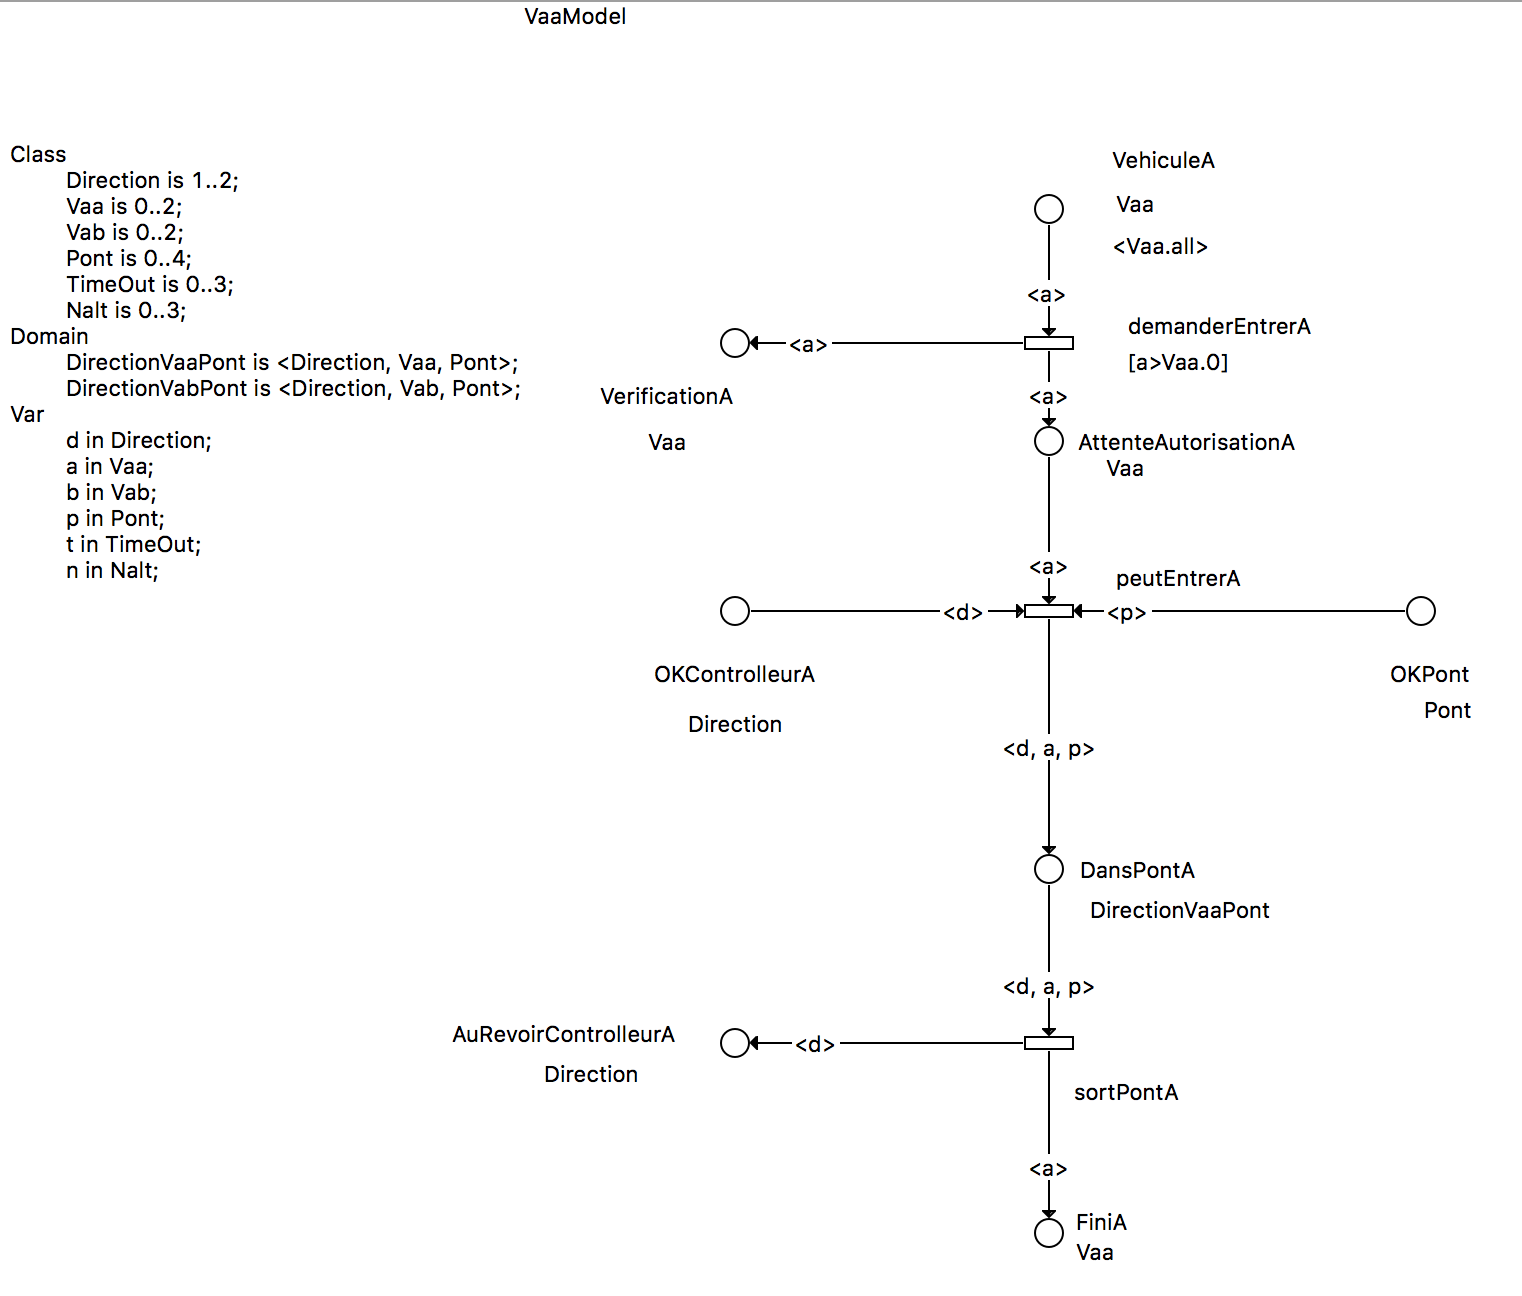 VaaModel
Class
Direction is 1..2;
Vaa is 0..2;
Vab is 0..2;
Pont is 0..4;
TimeOut is 0..3;
Nalt is 0..3;
Domain
DirectionVaaPont is <Direction, Vaa, Pont>;
DirectionVabPont is <Direction, Vab, Pont>;
Var
d in Direction;
a in Vaa;
b in Vab;
p in Pont;
t in TimeOut;
n in Nalt;
VehiculeA
Vaa
<Vaa.all>
<a>
demanderEntrerA
[a>Vaa.0]
<a>
VerificationA
Vaa
<a>
AttenteAutorisationA
Vaa
<a>
peutEntrerA
<d>
<p>
OKControlleurA
Direction
OKPont
Pont
<d, a, p>
DansPontA
DirectionVaaPont
<d, a, p>
AuRevoirControlleurA
Direction
<d>
sortPontA
<a>
FiniA
Vaa